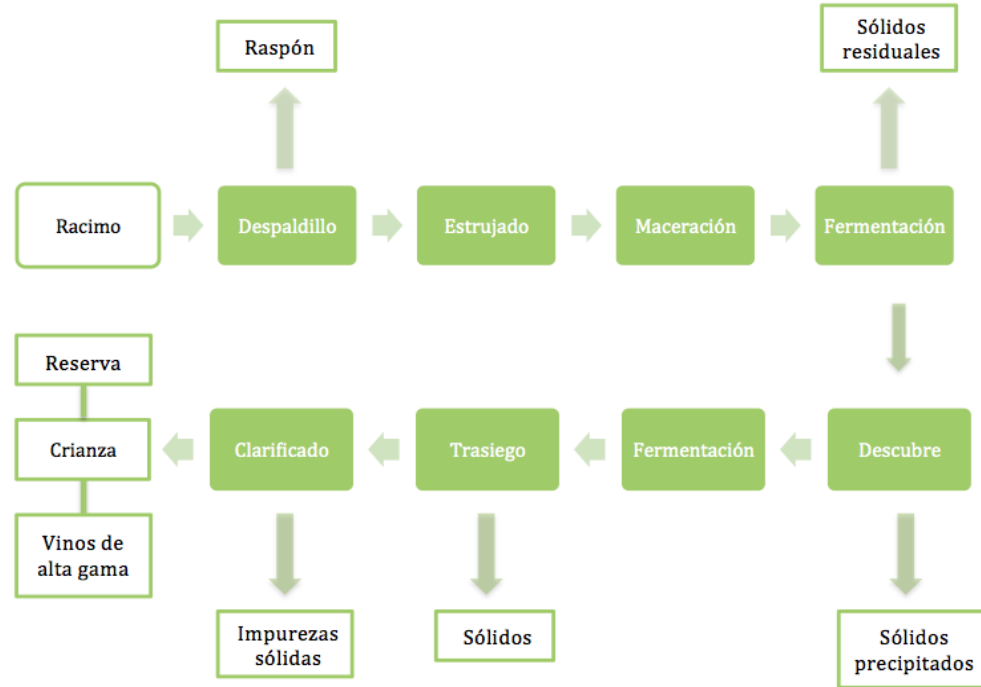 Raspón
Sólidos
residuales
Racimo
Despaldillo
Estrujado
Maceración
Fermentación
Reserva
Crianza
Vinos de
alta gama
Clarificado
Trasiego
Fermentación
Descubre
Impurezas
sólidas
Sólidos
Sólidos
precipitados